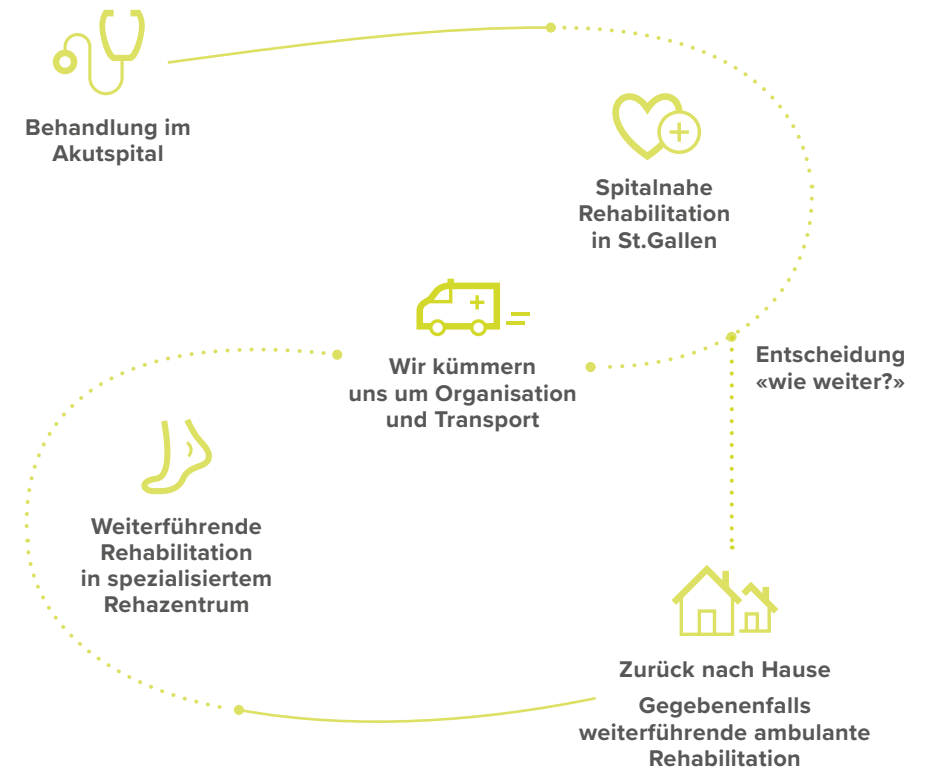 Behandlung im
Akutspital
Spitalnahe
Rehabilitation
in St.Gallen
Entscheidung
«wie weiter?»
Wir kümmern
uns um Organisation
und Transport
Weiterführende
Rehabilitation
in spezialisiertem
Rehazentrum
Zurück nach Hause
Gegebenenfalls
weiterführende ambulante
Rehabilitation